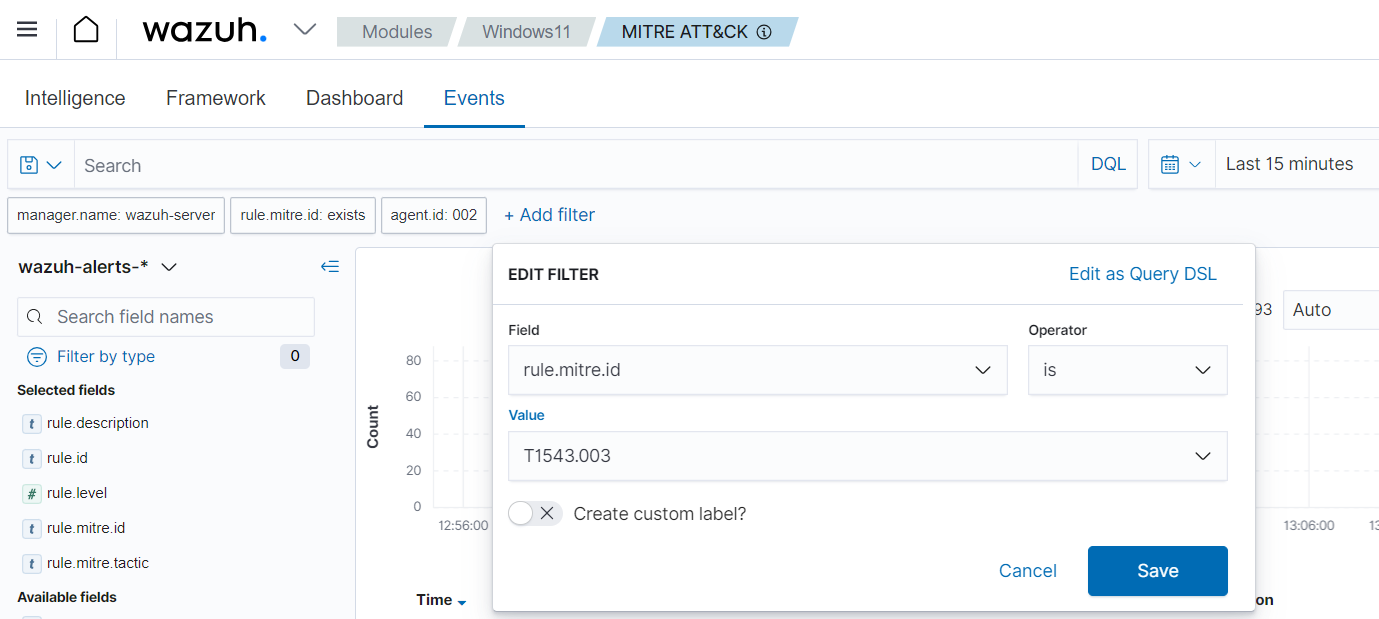 wazuh. Modules Windows11 MITRE ATT&CK
Intelligence Framework Dashboard Events
Search DQL Last 15 minutes
manager.name: wazuh-server rule.mitre.id: exists agent.id: 002 + Add filter
wazuh-alerts-*
Search field names
Filter by type 0
Selected fields
t rule.description
t rule.id
# rule.level
t rule.mitre.id
t rule.mitre.tactic
Available fields
EDIT FILTER Edit as Query DSL
Field Operator
rule.mitre.id is
Value
T1543.003
Create custom label?
Cancel Save
93 Auto
Count
80
60
40
20
0
12:56:00 13:06:00
Time